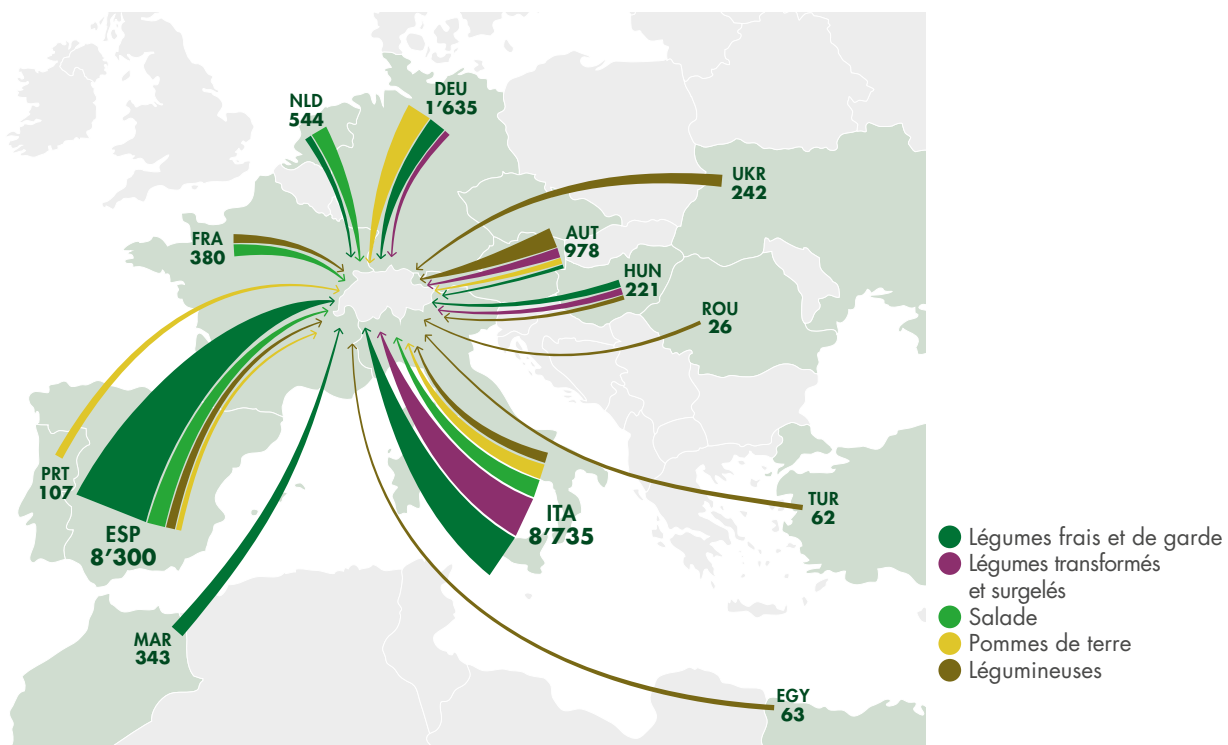 DEU
1’635
NLD
544
UKR
242
FRA
380
AUT
978
HUN
221
ROU
26
PRT
107
ESP
8’300
ITA
8’735
TUR
62
MAR
343
EGY
63
Légumes frais et de garde
Légumes transformés
et surgelés
Salade
Pommes de terre
Légumineuses